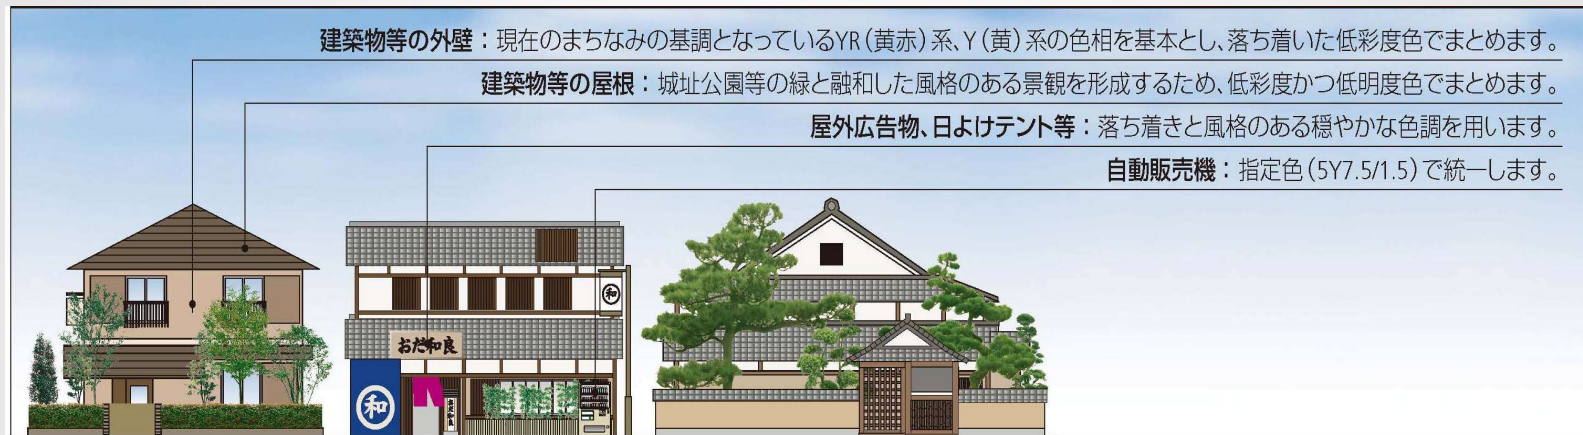 建築物等の外壁：現在のまちなみの基調となっているYR（黄赤）系、Y（黄）系の色相を基本とし、落ち着いた低彩度色でまとめます。
建築物等の屋根：城址公園等の緑と融和した風格のある景観を形成するため、低彩度かつ低明度色でまとめます。
屋外広告物、日よけテント等：落ち着きと風格のある穏やかな色調を用います。
自動販売機：指定色（5Y7.5/1.5）で統一します。
和
おだ和良
和
おだ和良